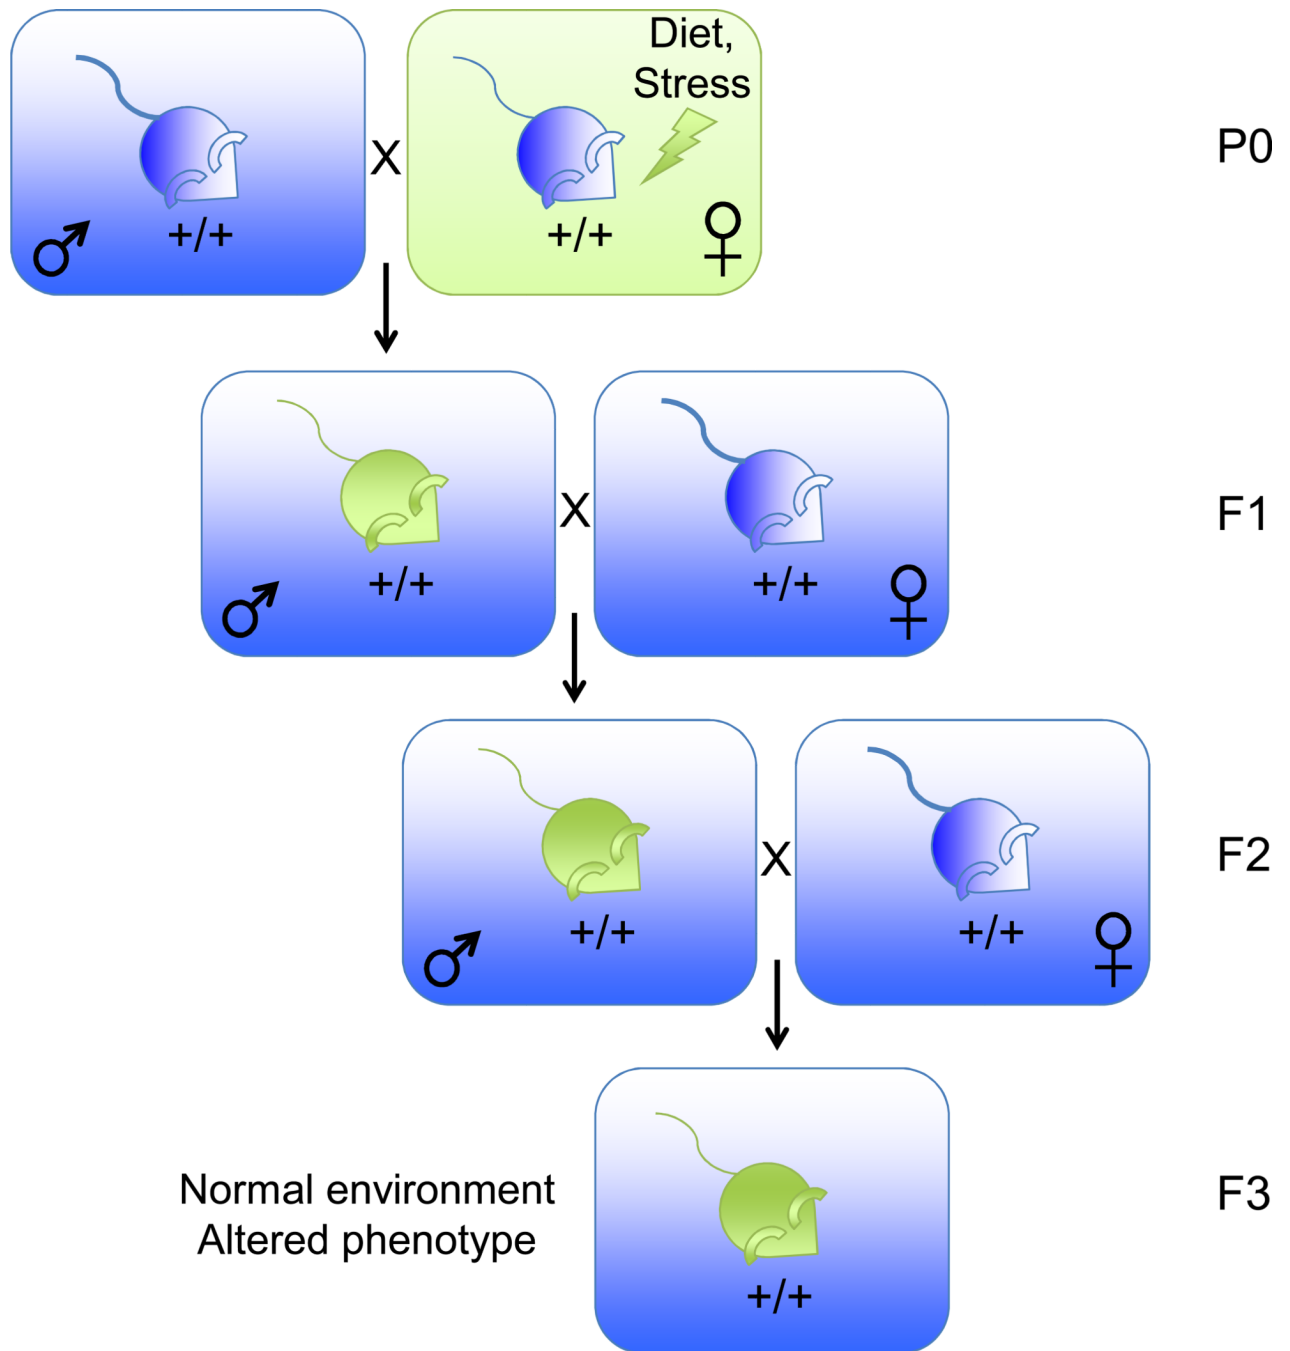 Diet,
Stress
P0
X
+/+
+/+
♂
♀
F1
X
+/+
+/+
♂
♀
F2
X
+/+
+/+
♂
♀
Normal environment
Altered phenotype
F3
+/+